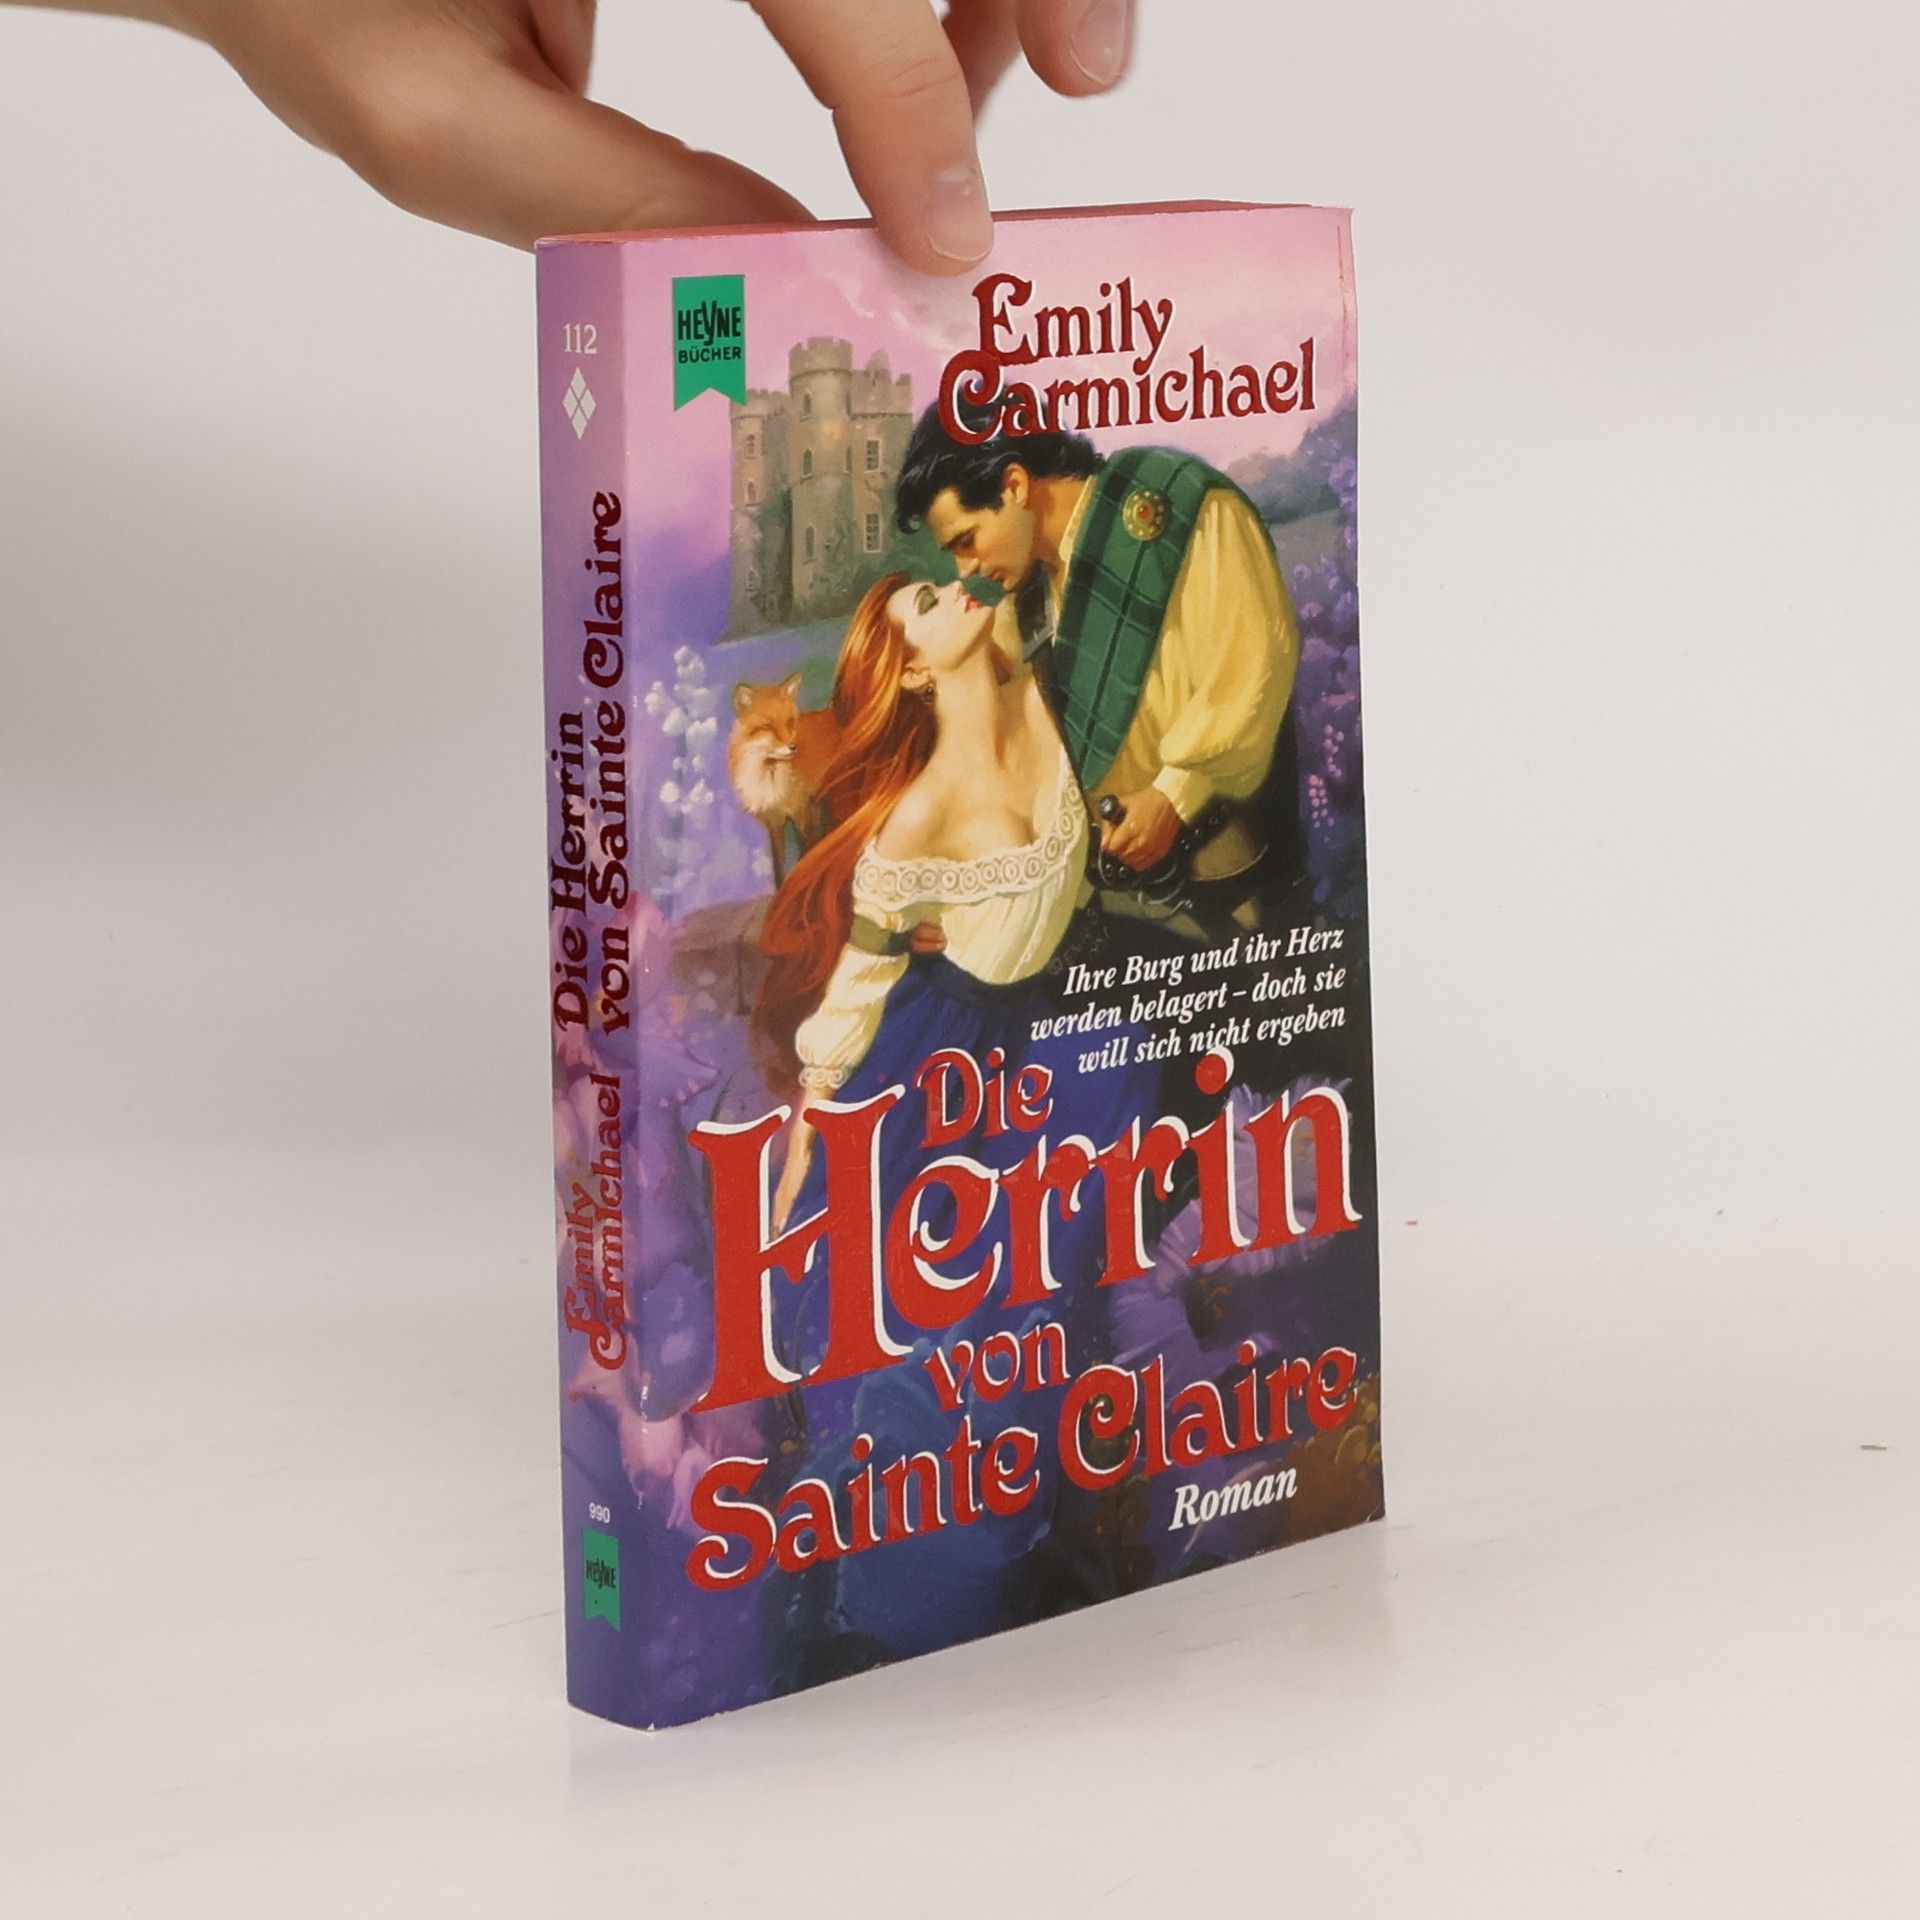 112
Die Herrin
von Sainte Claire
Emily
Carmichael
990
HEYNE
HEYNE
BÜCHER
Emily
Carmichael
Ihre Burg und ihr Herz
werden belagert – doch sie
will sich nicht ergeben
Die
Herrin
von
Sainte Claire
Roman